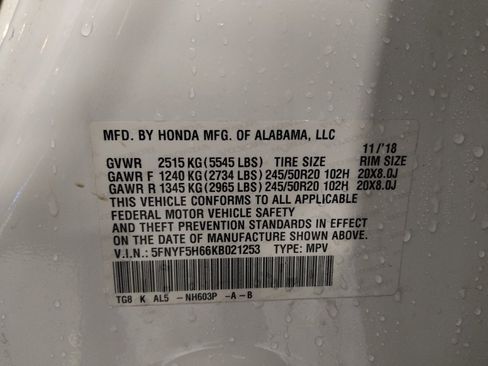 MFD. BY HONDA MFG. OF ALABAMA, LLC
11/'18
GVWR 2515 KG (5545 LBS) TIRE SIZE RIM SIZE
GAWR F 1240 KG (2734 LBS) 245/50R20 102H 20X8.0J
GAWR R 1345 KG (2965 LBS) 245/50R20 102H 20X8.0J
THIS VEHICLE CONFORMS TO ALL APPLICABLE
FEDERAL MOTOR VEHICLE SAFETY
AND THEFT PREVENTION STANDARDS IN EFFECT
ON DATE OF MANUFACTURE SHOWN ABOVE.
V.I.N.: 5FNYF5H66KB021253 TYPE: MPV
TG8 K AL5 -NH603P -A-B